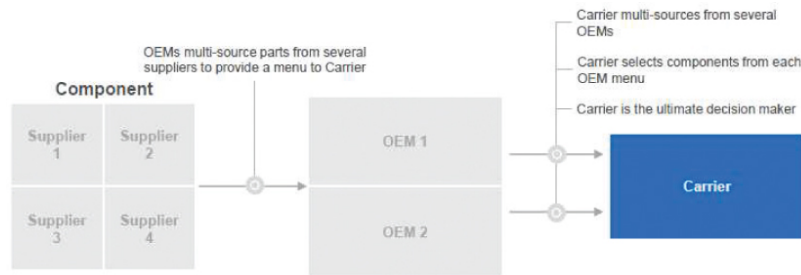 Carrier multi-sources from several
OEMs
OEMs multi-source parts from several
suppliers to provide a menu to Carrier
Carrier selects components from each
OEM menu
Component
Carrier is the ultimate decision maker
Supplier
1
Supplier
2
OEM 1
Carrier
Supplier
3
Supplier
4
OEM 2